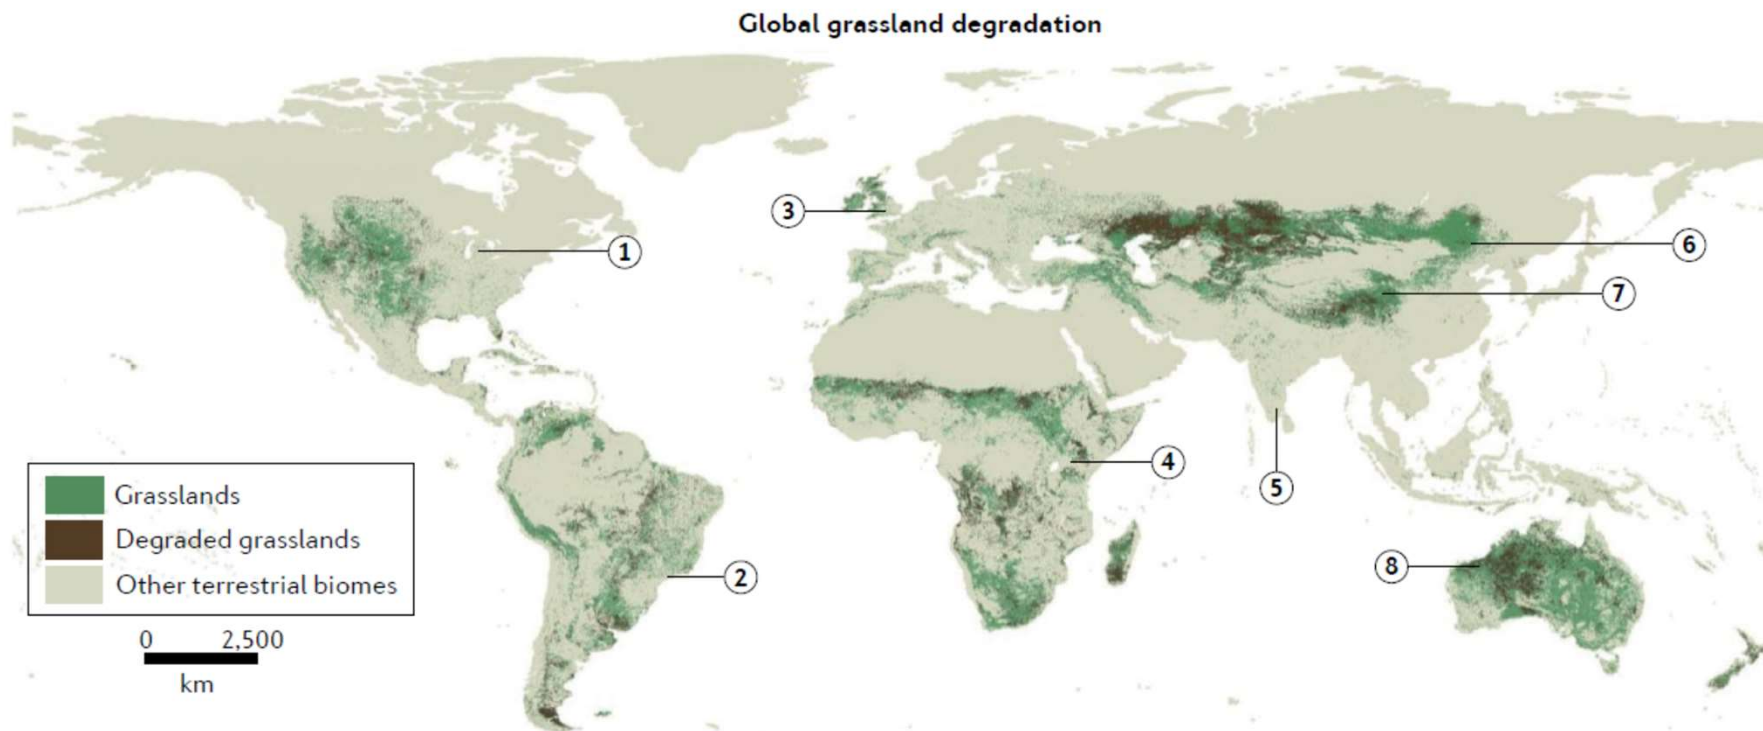 Global grassland degradation
3
1
6
7
4
5
2
8
Grasslands
Degraded grasslands
Other terrestrial biomes
0 2,500
km